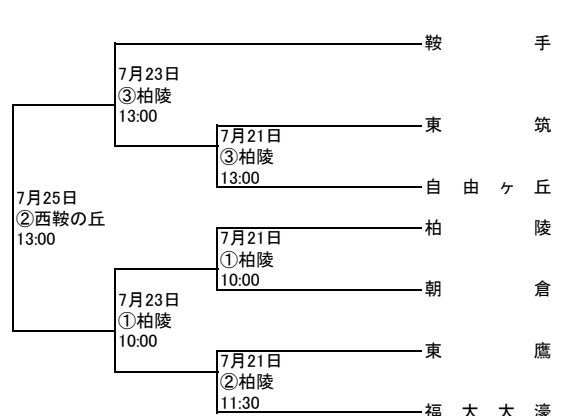 鞍手
7月23日
③柏陵
13:00
東筑
7月21日
③柏陵
13:00
自由ヶ丘
7月25日
②西鞍の丘
13:00
柏陵
7月21日
①柏陵
10:00
朝倉
7月23日
①柏陵
10:00
東鷹
7月21日
②柏陵
11:30
福大大濠